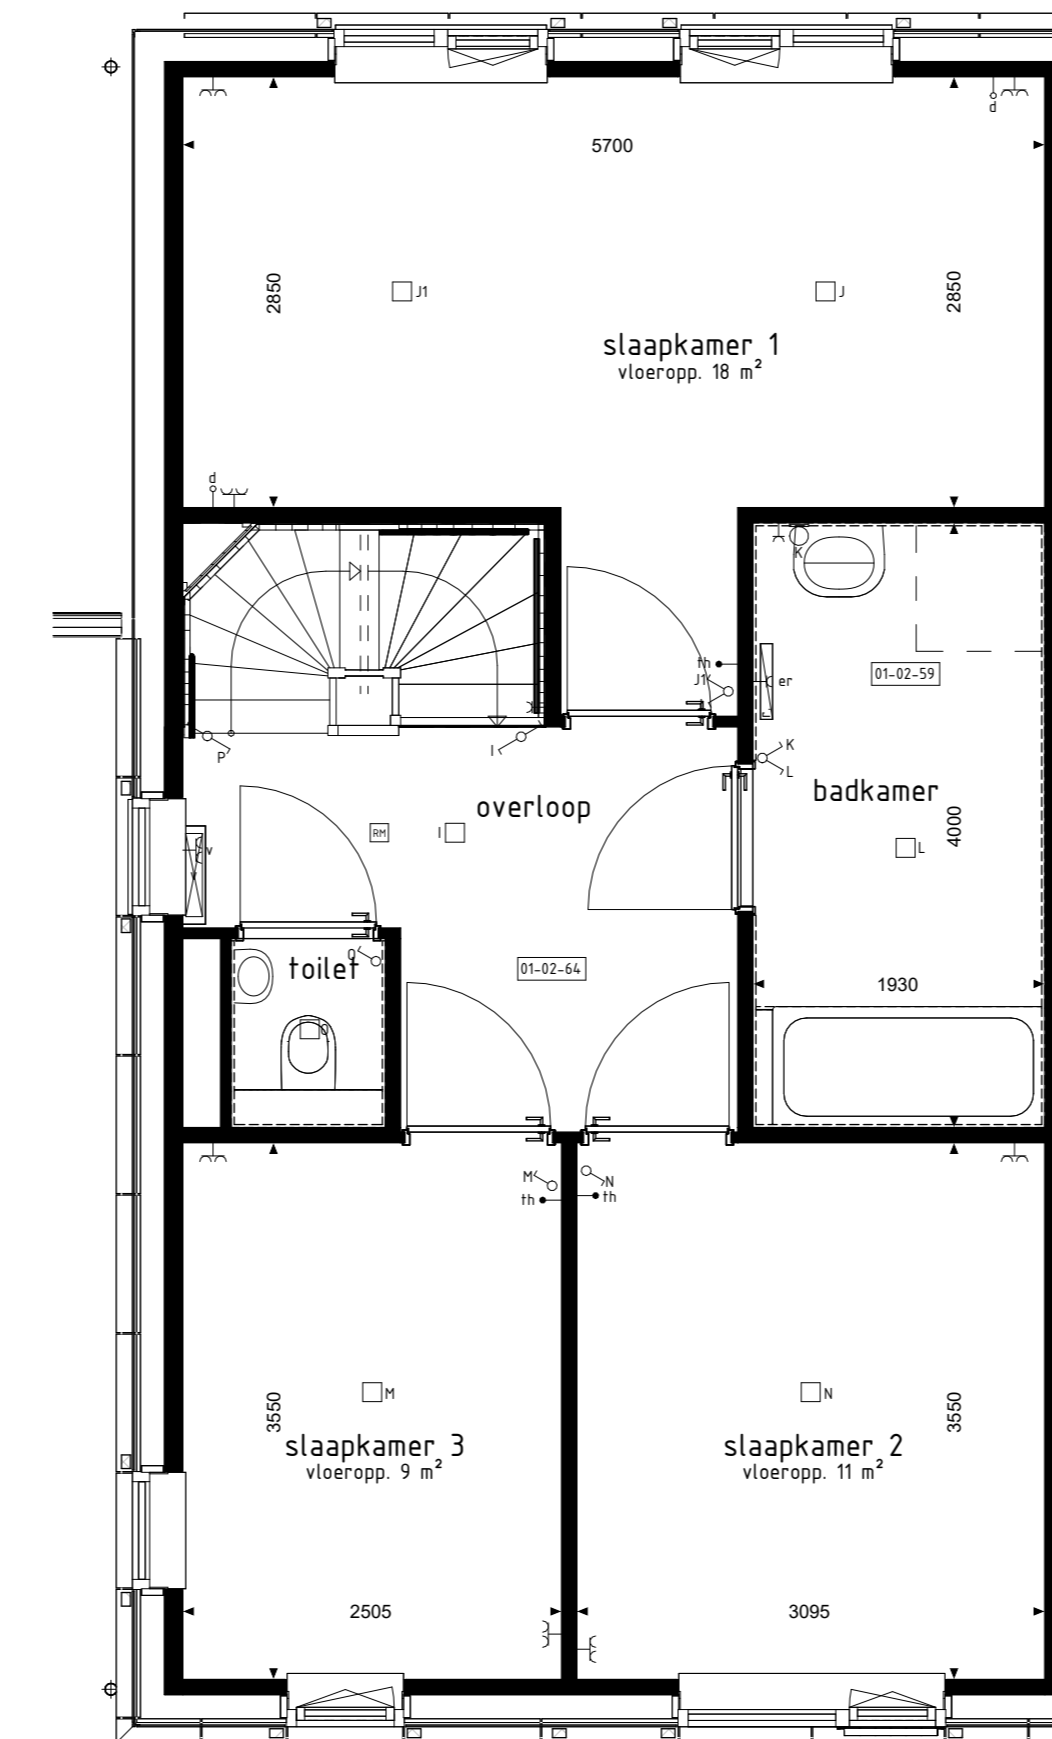 d
5700
2850
2850
J1
J
slaapkamer 1
vloeropp. 18 m²
d
K
th
J1
er
01-02-59
P
I
K
L
overloop
badkamer
RM
I
4000
L
v
v
O
toilet
01-02-64
1930
O
M
N
th
th
M
N
3550
3550
slaapkamer 3
vloeropp. 9 m²
slaapkamer 2
vloeropp. 11 m²
2505
3095